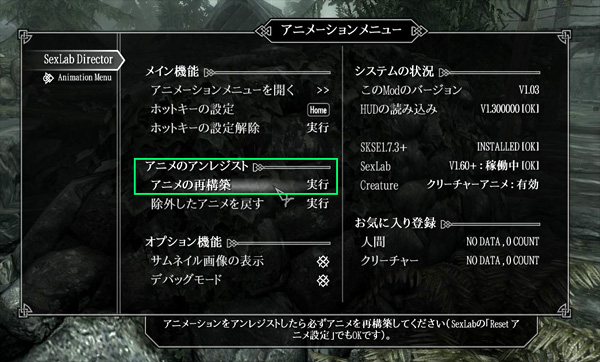 アニメーションメニュー
SexLab Director
Animation Menu
メイン機能
アニメーションメニューを開く >>
ホットキーの設定 Home
ホットキーの設定解除 実行
アニメのアンレジスト
アニメの再構築 実行
除外したアニメを戻す 実行
オプション機能
サムネイル画像の表示
デバッグモード
システムの状況
このModのバージョン V1.03
HUDの読み込み V1.300000 [OK]
SKSE1.7.3+ INSTALLED [OK]
SexLab V1.60+ : 稼働中 [OK]
Creature クリーチャーアニメ : 有効
お気に入り登録
人間 NO DATA , 0 COUNT
クリーチャー NO DATA , 0 COUNT
アニメーションをアンレジストしたら必ずアニメを再構築してください(SexLabの「Reset ア
ニメ設定」でもOKです)。